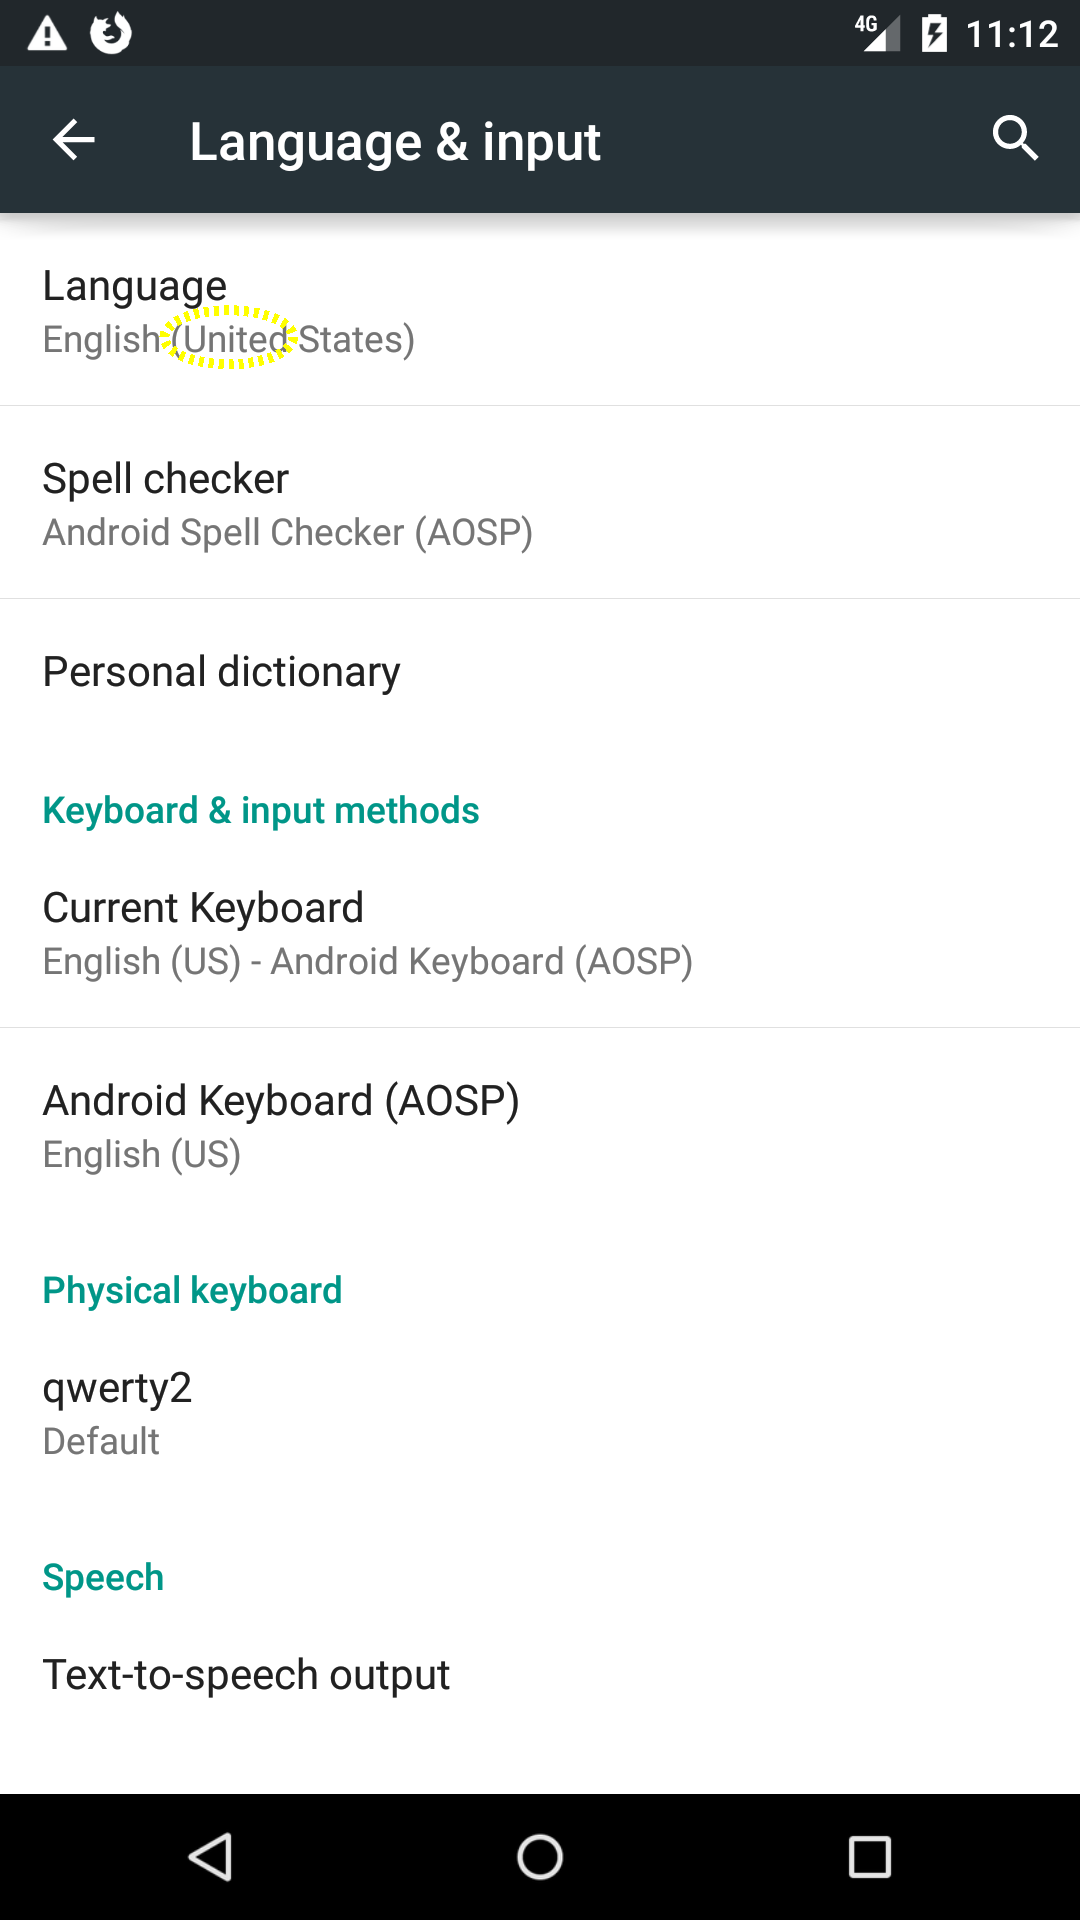 4G 11:12
Language & input
Language
English (United States)
Spell checker
Android Spell Checker (AOSP)
Personal dictionary
Keyboard & input methods
Current Keyboard
English (US) - Android Keyboard (AOSP)
Android Keyboard (AOSP)
English (US)
Physical keyboard
qwerty2
Default
Speech
Text-to-speech output